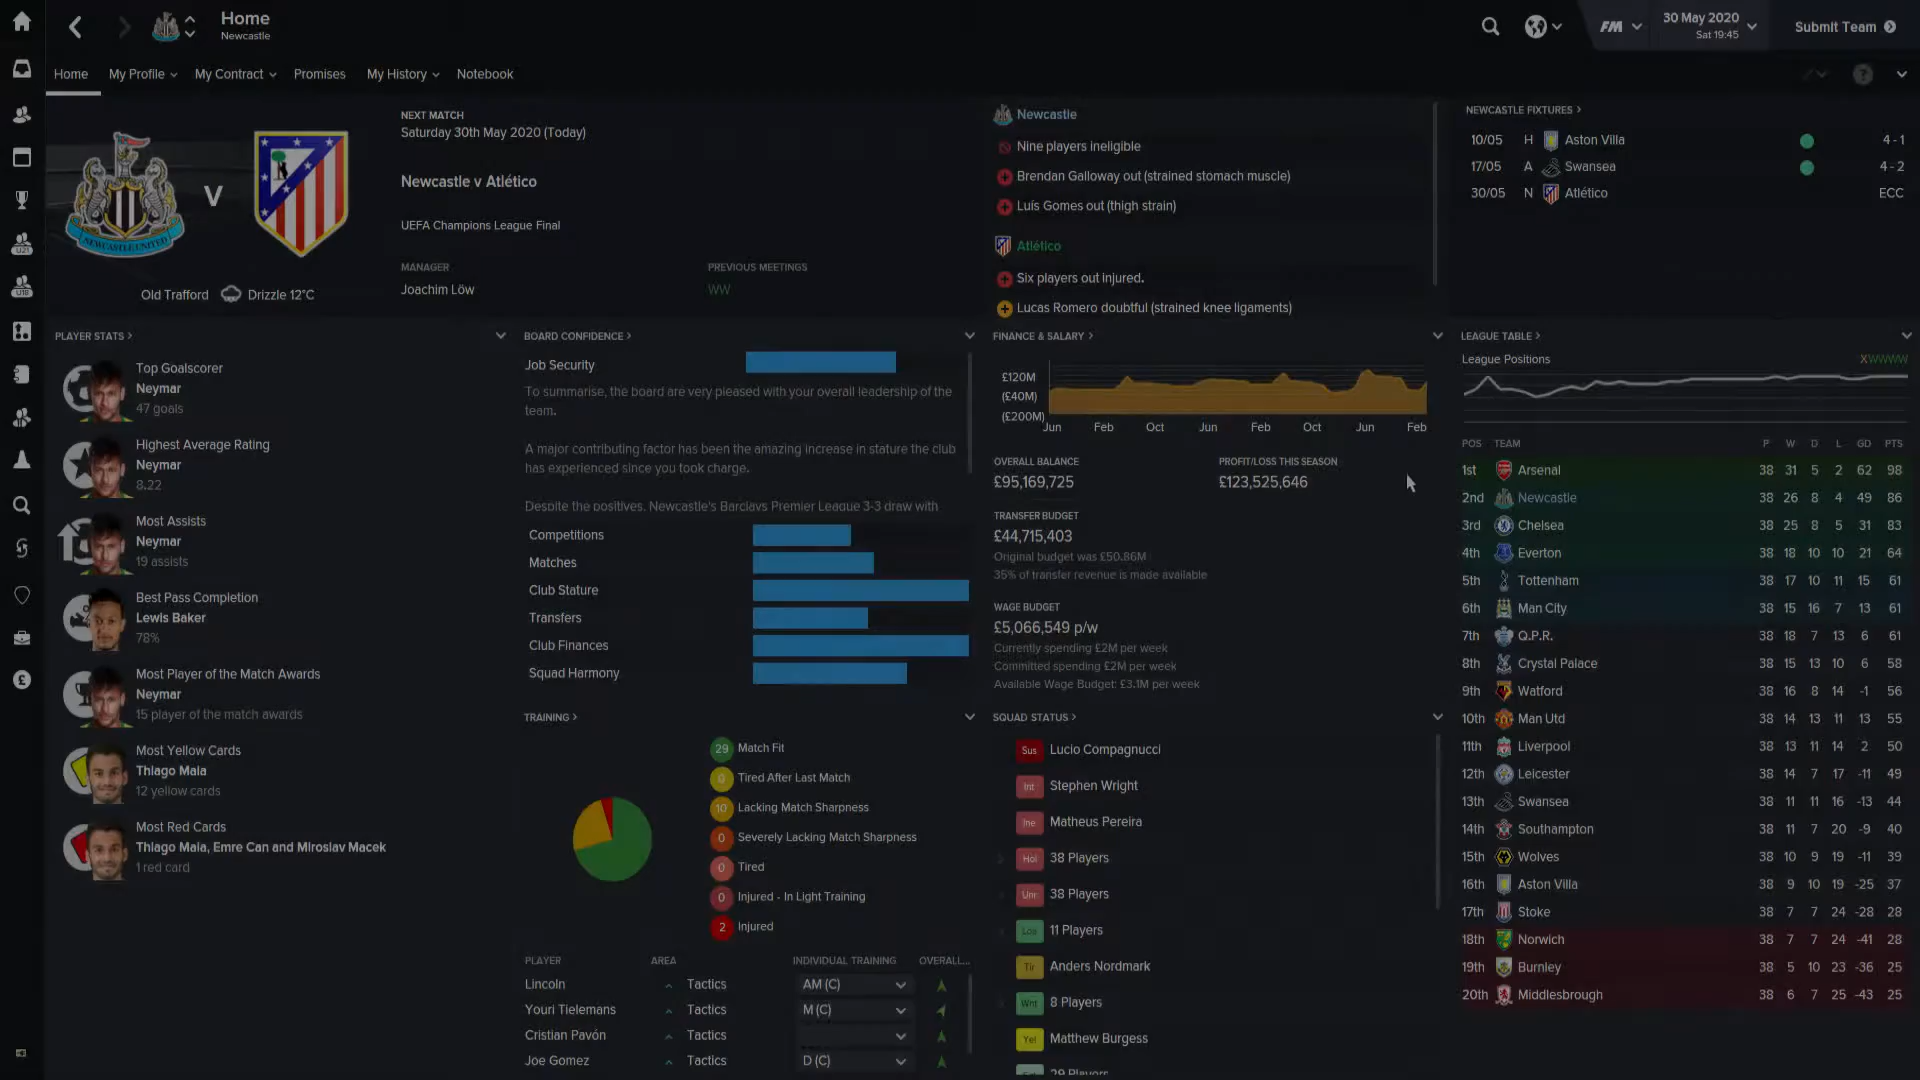 Home
Newcastle
FM
30 May 2020
Sat 19:45
Submit Team
Home
My Profile
My Contract
Promises
My History
Notebook
NEWCASTLE UNITED
V
Old Trafford
Drizzle 12°C
NEXT MATCH
Saturday 30th May 2020 (Today)
Newcastle v Atlético
UEFA Champions League Final
MANAGER
Joachim Löw
PREVIOUS MEETINGS
WW
Newcastle
Nine players ineligible
Brendan Galloway out (strained stomach muscle)
Luís Gomes out (thigh strain)
Atlético
Six players out injured.
Lucas Romero doubtful (strained knee ligaments)
NEWCASTLE FIXTURES >
10/05 H Aston Villa 4 - 1
17/05 A Swansea 4 - 2
30/05 N Atlético ECC
PLAYER STATS >
Top Goalscorer
Neymar
47 goals
Highest Average Rating
Neymar
8.22
Most Assists
Neymar
19 assists
Best Pass Completion
Lewis Baker
78%
Most Player of the Match Awards
Neymar
15 player of the match awards
Most Yellow Cards
Thiago Maia
12 yellow cards
Most Red Cards
Thiago Maia, Emre Can and Miroslav Macek
1 red card
BOARD CONFIDENCE >
Job Security
To summarise, the board are very pleased with your overall leadership of the
team.
A major contributing factor has been the amazing increase in stature the club
has experienced since you took charge.
Despite the positives, Newcastle's Barclays Premier League 3-3 draw with
Competitions
Matches
Club Stature
Transfers
Club Finances
Squad Harmony
TRAINING >
29 Match Fit
0 Tired After Last Match
10 Lacking Match Sharpness
0 Severely Lacking Match Sharpness
0 Tired
0 Injured - In Light Training
2 Injured
PLAYER AREA INDIVIDUAL TRAINING OVERALL...
Lincoln Tactics AM (C)
Youri Tielemans Tactics M (C)
Cristian Pavón Tactics
Joe Gomez Tactics D (C)
FINANCE & SALARY >
£120M
(£40M)
(£200M)
Jun Feb Oct Jun Feb Oct Jun Feb
OVERALL BALANCE
£95,169,725
PROFIT/LOSS THIS SEASON
£123,525,646
TRANSFER BUDGET
£44,715,403
Original budget was £50.86M
35% of transfer revenue is made available
WAGE BUDGET
£5,066,549 p/w
Currently spending £2M per week
Committed spending £2M per week
Available Wage Budget: £3.1M per week
SQUAD STATUS >
Sus Lucio Compagnucci
Int Stephen Wright
Ine Matheus Pereira
Hol 38 Players
Unr 38 Players
Loa 11 Players
Tir Anders Nordmark
Wnt 8 Players
Yel Matthew Burgess
29 Players
LEAGUE TABLE >
League Positions
XWWWW
POS TEAM P W D L GD PTS
1st Arsenal 38 31 5 2 62 98
2nd Newcastle 38 26 8 4 49 86
3rd Chelsea 38 25 8 5 31 83
4th Everton 38 18 10 10 21 64
5th Tottenham 38 17 10 11 15 61
6th Man City 38 15 16 7 13 61
7th Q.P.R. 38 18 7 13 6 61
8th Crystal Palace 38 15 13 10 6 58
9th Watford 38 16 8 14 -1 56
10th Man Utd 38 14 13 11 13 55
11th Liverpool 38 13 11 14 2 50
12th Leicester 38 14 7 17 -11 49
13th Swansea 38 11 11 16 -13 44
14th Southampton 38 11 7 20 -9 40
15th Wolves 38 10 9 19 -11 39
16th Aston Villa 38 9 10 19 -25 37
17th Stoke 38 7 7 24 -28 28
18th Norwich 38 7 7 24 -41 28
19th Burnley 38 5 10 23 -36 25
20th Middlesbrough 38 6 7 25 -43 25